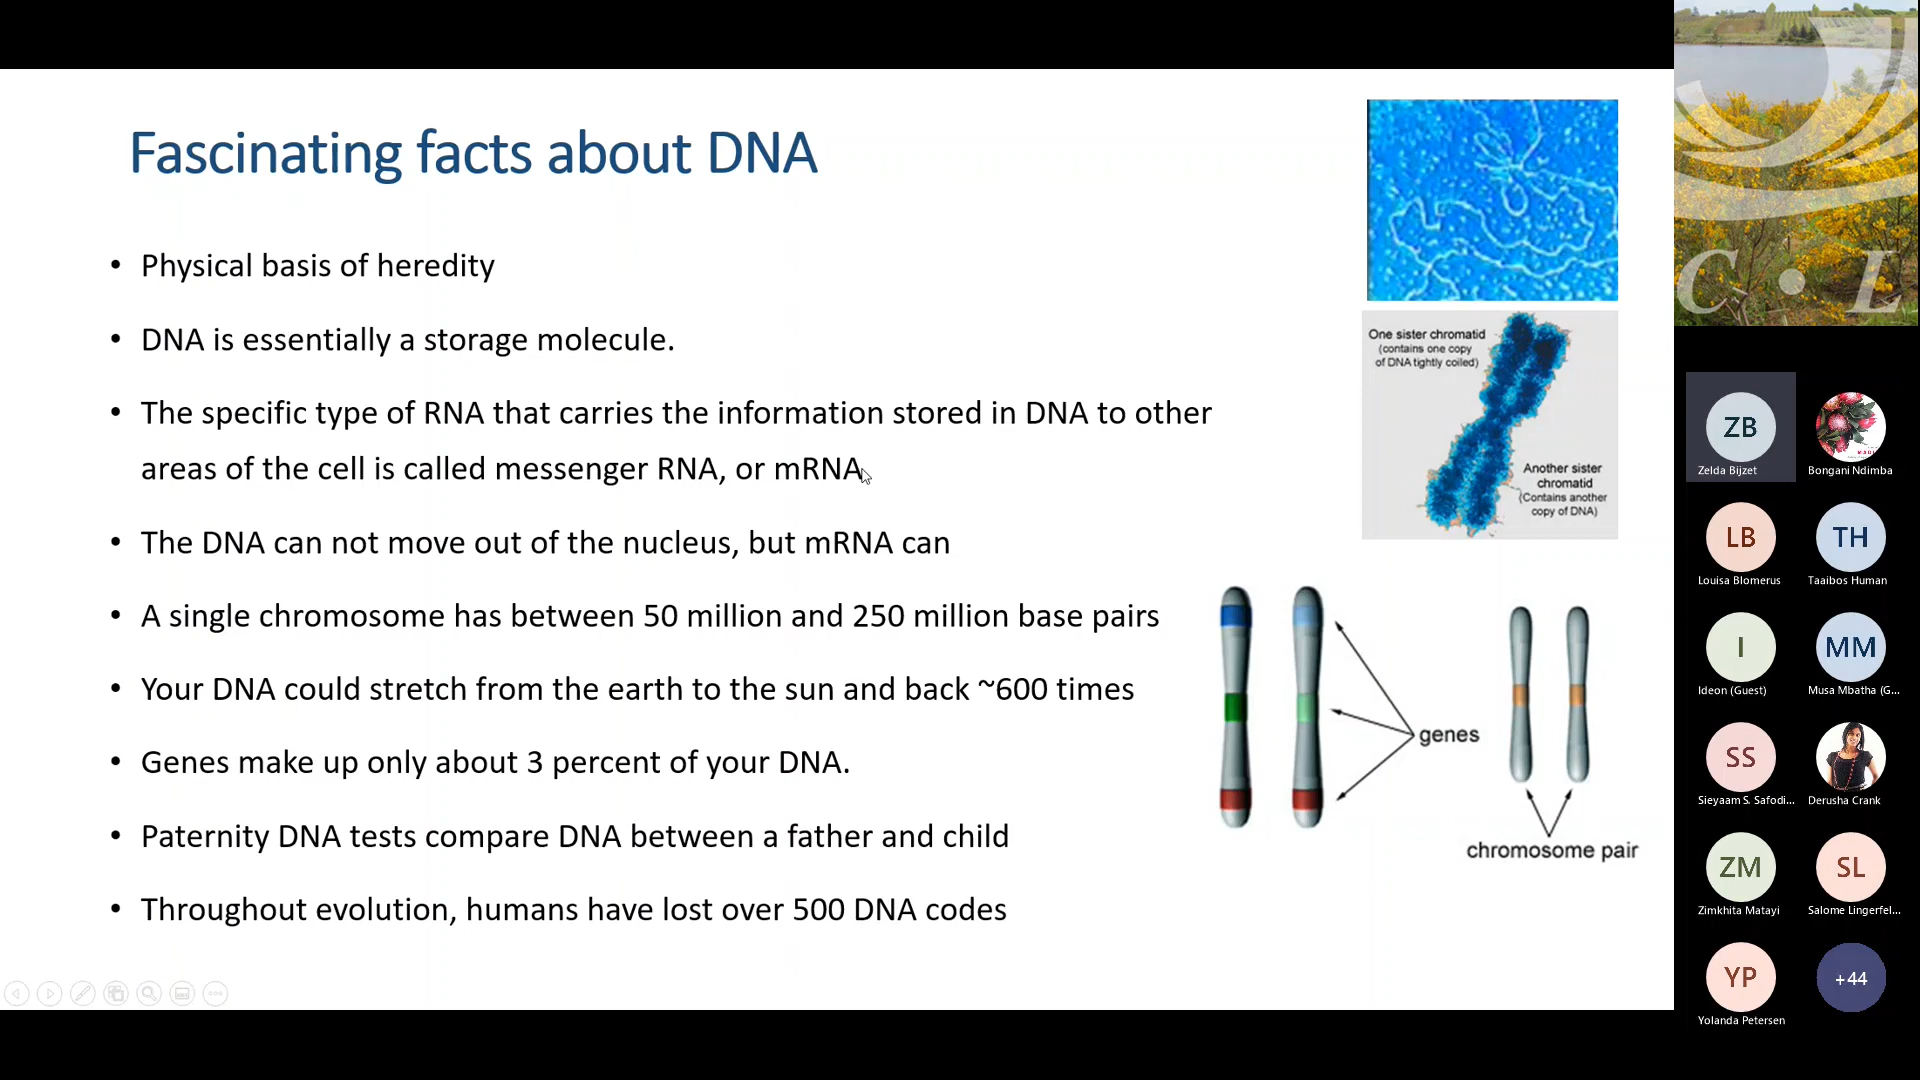 Fascinating facts about DNA
• Physical basis of heredity
• DNA is essentially a storage molecule.
• The specific type of RNA that carries the information stored in DNA to other
areas of the cell is called messenger RNA, or mRNA
• The DNA can not move out of the nucleus, but mRNA can
• A single chromosome has between 50 million and 250 million base pairs
• Your DNA could stretch from the earth to the sun and back ~600 times
• Genes make up only about 3 percent of your DNA.
• Paternity DNA tests compare DNA between a father and child
• Throughout evolution, humans have lost over 500 DNA codes
One sister chromatid
(contains one copy
of DNA tightly coiled)
Another sister
chromatid
(Contains another
copy of DNA)
genes
chromosome pair
C • L
ZB
Zelda Bijzet
Bongani Ndimba
LB
Louisa Blomerus
TH
Taaibos Human
I
Ideon (Guest)
MM
Musa Mbatha (G...
SS
Sieyaam S. Safodi...
Derusha Crank
ZM
Zimkhita Matayi
SL
Salome Lingerfel...
YP
Yolanda Petersen
+44